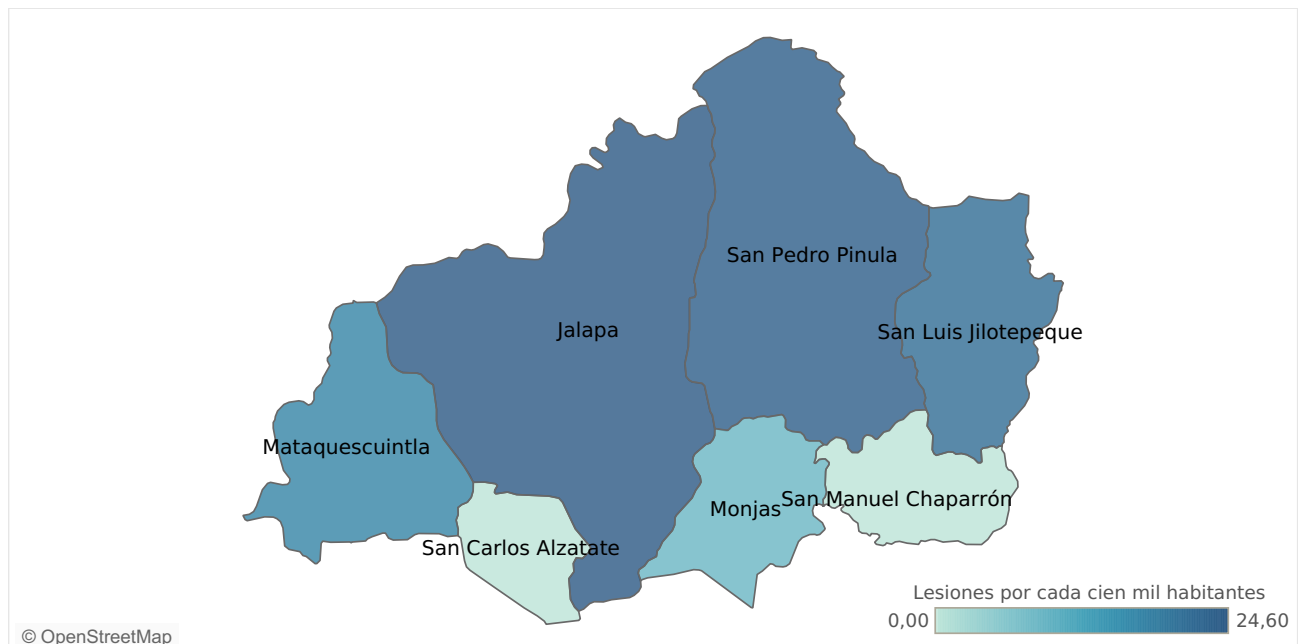 San Pedro Pinula
Jalapa
San Luis Jilotepeque
Mataquescuintla
San Manuel Chaparrón
Monjas
San Carlos Alzatate
Lesiones por cada cien mil habitantes
0,00
24,60
© OpenStreetMap